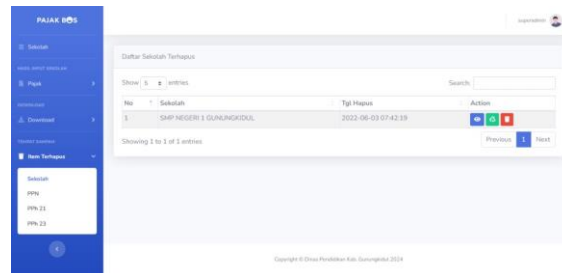 PAJAK BOS
superadmin
Sekolah
HASIL INPUT SEKOLAH
Pajak
DOWNLOAD
Download
TEMPAT SAMPAH
Item Terhapus
Sekolah
PPN
PPh 21
PPh 23
Daftar Sekolah Terhapus
Show 5 entries
Search:
No Sekolah Tgl Hapus Action
1 SMP NEGERI 1 GUNUNGKIDUL 2022-06-03 07:42:19
Showing 1 to 1 of 1 entries
Previous 1 Next
Copyright © Dinas Pendidikan Kab. Gunungkidul 2024